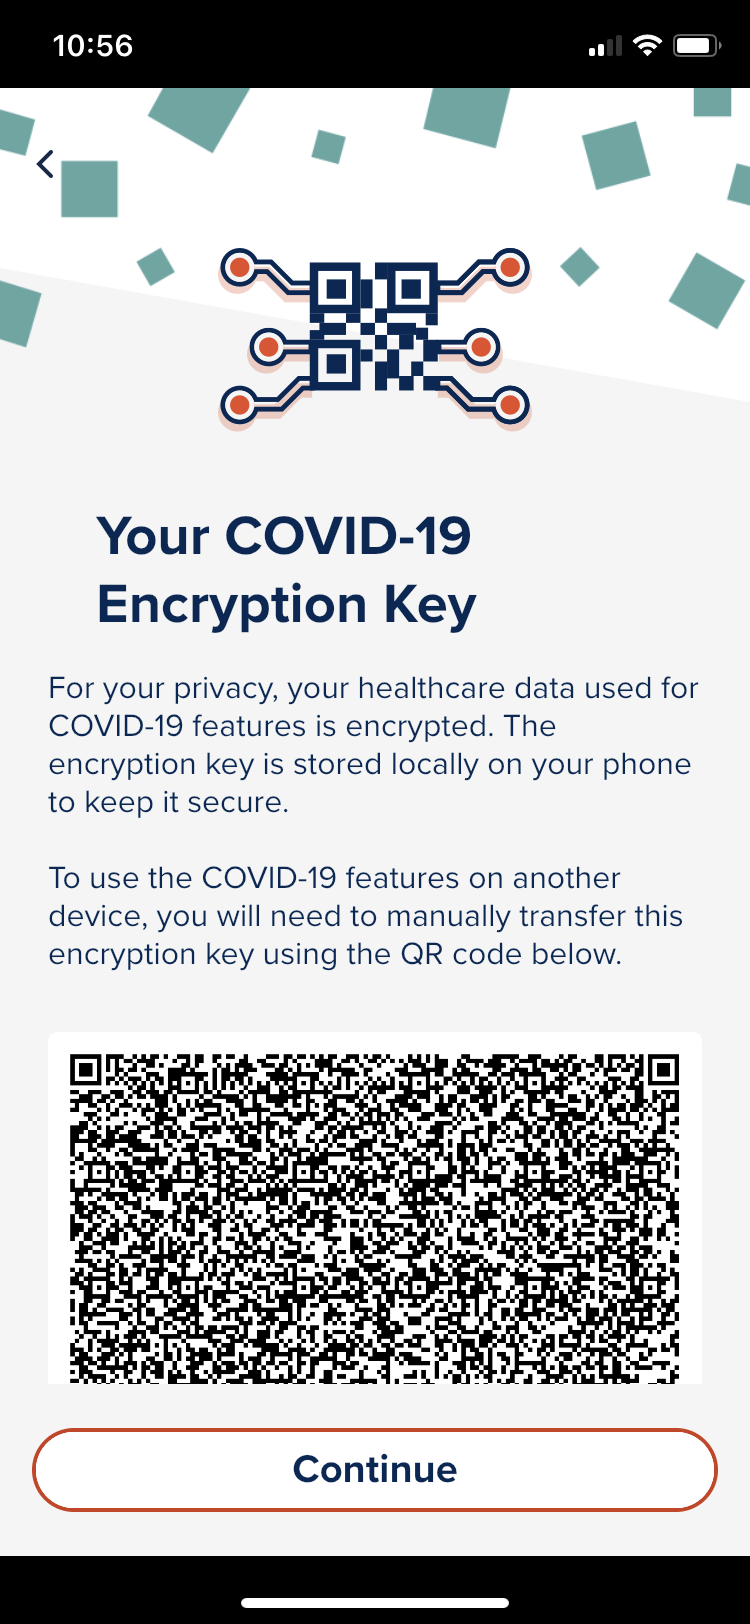 10:56
Your COVID-19
Encryption Key
For your privacy, your healthcare data used for
COVID-19 features is encrypted. The
encryption key is stored locally on your phone
to keep it secure.
To use the COVID-19 features on another
device, you will need to manually transfer this
encryption key using the QR code below.
Continue